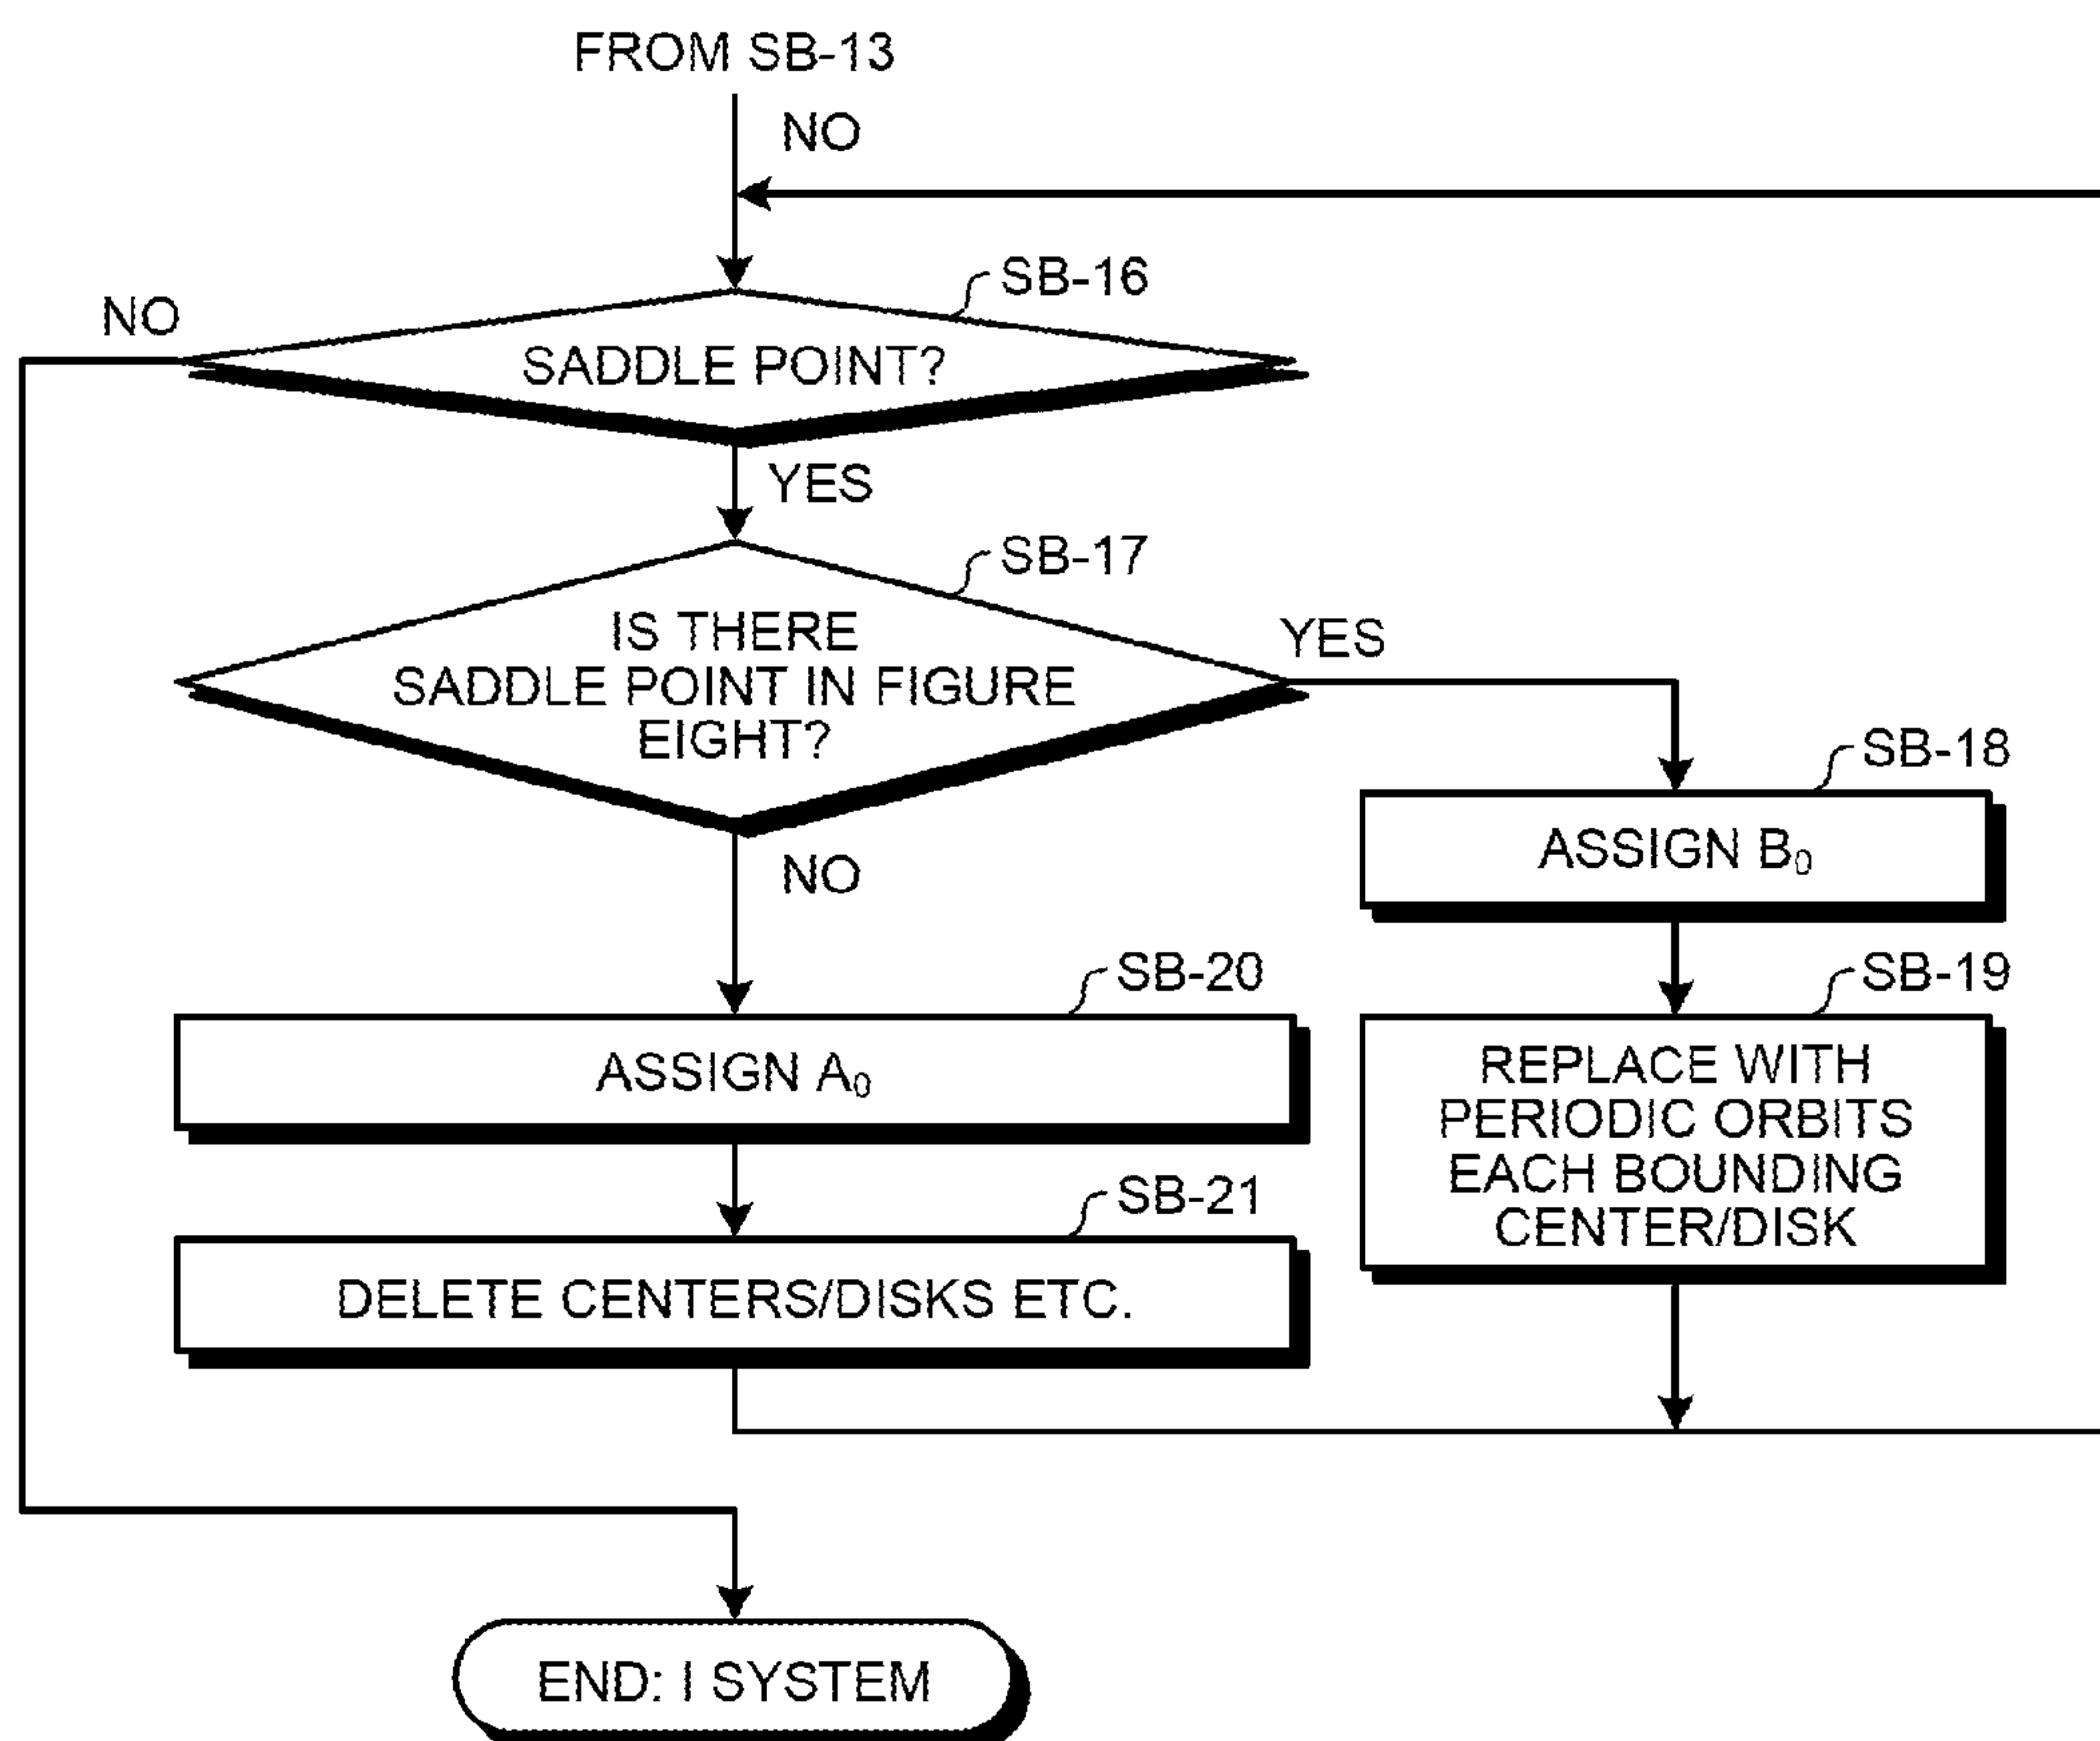 FROM SB-13
NO
SB-16
NO
SADDLE POINT?
YES
SB-17
IS THERE
SADDLE POINT IN FIGURE
EIGHT?
YES
NO
SB-18
ASSIGN B₀
SB-19
REPLACE WITH
PERIODIC ORBITS
EACH BOUNDING
CENTER/DISK
SB-20
ASSIGN A₀
SB-21
DELETE CENTERS/DISKS ETC.
END: I SYSTEM